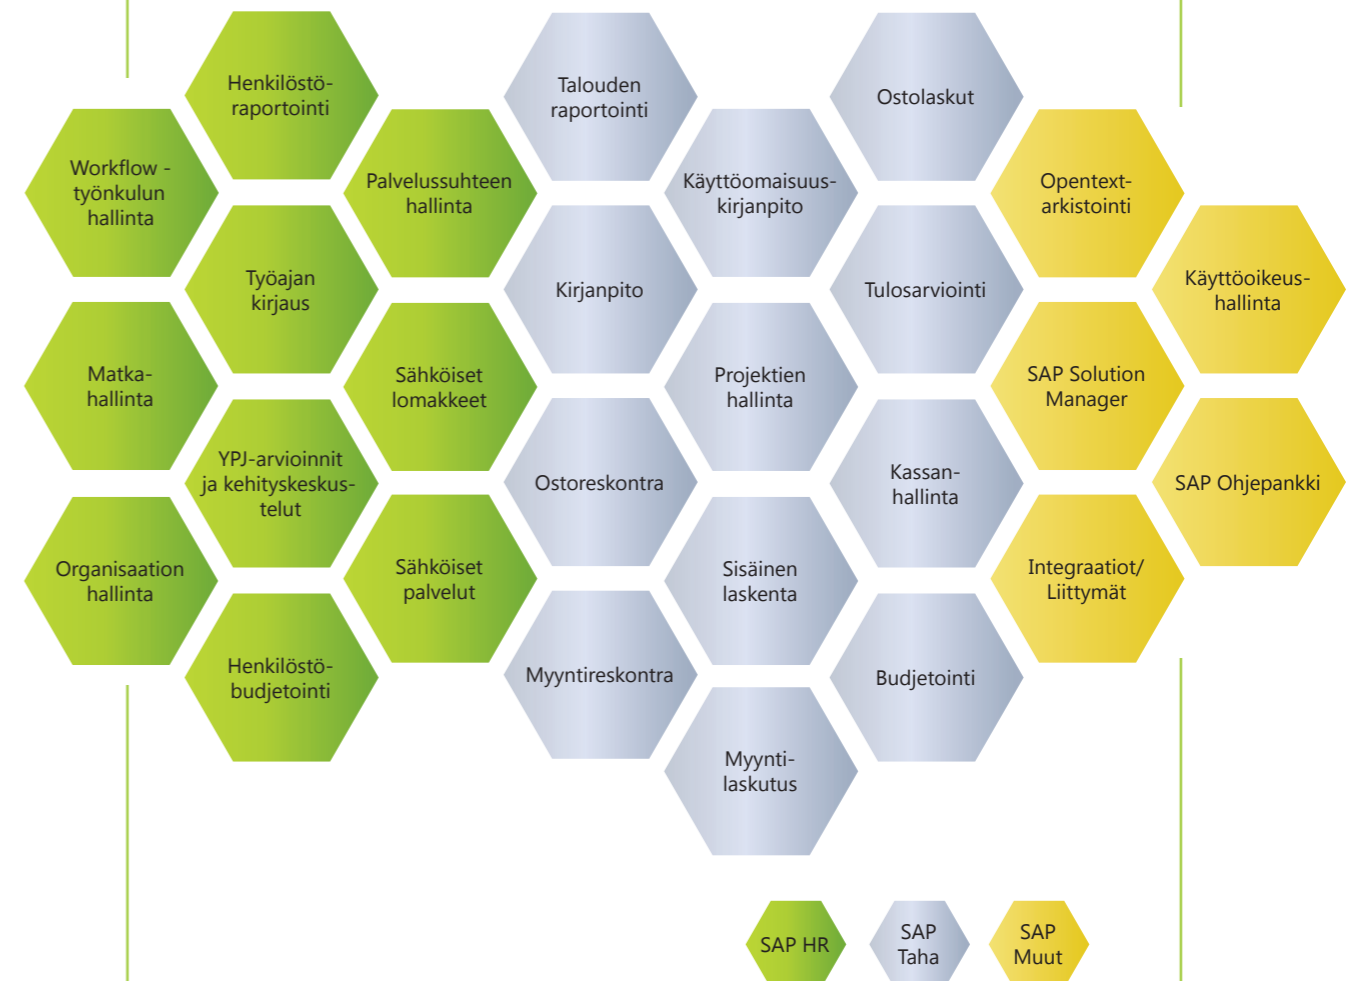 Henkilöstö-
raportointi
Talouden
raportointi
Ostolaskut
Workflow -
työnkulun
hallinta
Palvelussuhteen
hallinta
Käyttöomaisuus-
kirjanpito
Opentext-
arkistointi
Työajan
kirjaus
Kirjanpito
Tulosarviointi
Käyttöoikeus-
hallinta
Matka-
hallinta
Sähköiset
lomakkeet
Projektien
hallinta
SAP Solution
Manager
YPJ-arvioinnit
ja kehityskeskus-
telut
Ostoreskontra
Kassan-
hallinta
SAP Ohjepankki
Organisaation
hallinta
Sähköiset
palvelut
Sisäinen
laskenta
Integraatiot/
Liittymät
Henkilöstö-
budjetointi
Myyntireskontra
Budjetointi
Myynti-
laskutus
SAP HR
SAP
Taha
SAP
Muut